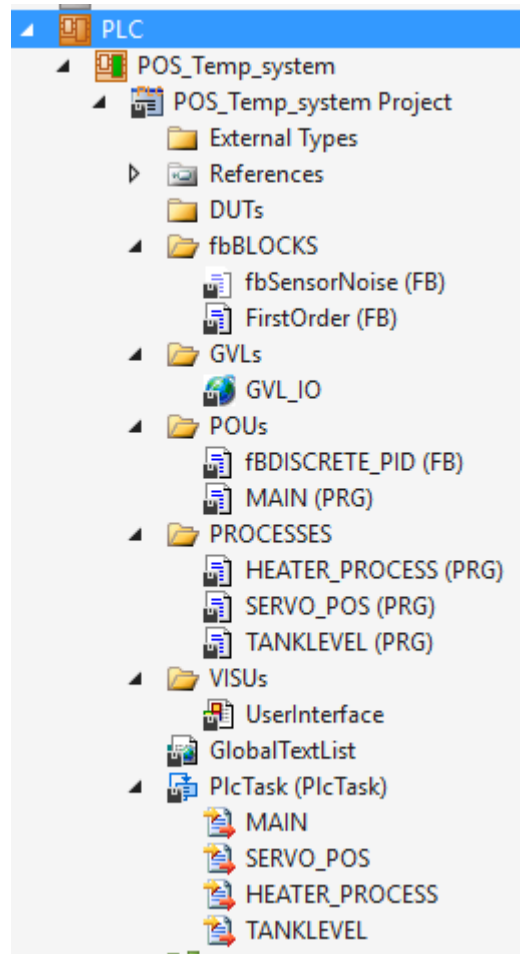 PLC
POS_Temp_system
POS_Temp_system Project
External Types
References
DUTs
fbBLOCKS
fbSensorNoise (FB)
FirstOrder (FB)
GVLs
GVL_IO
POUs
fBDISCRETE_PID (FB)
MAIN (PRG)
PROCESSES
HEATER_PROCESS (PRG)
SERVO_POS (PRG)
TANKLEVEL (PRG)
VISUs
UserInterface
GlobalTextList
PlcTask (PlcTask)
MAIN
SERVO_POS
HEATER_PROCESS
TANKLEVEL